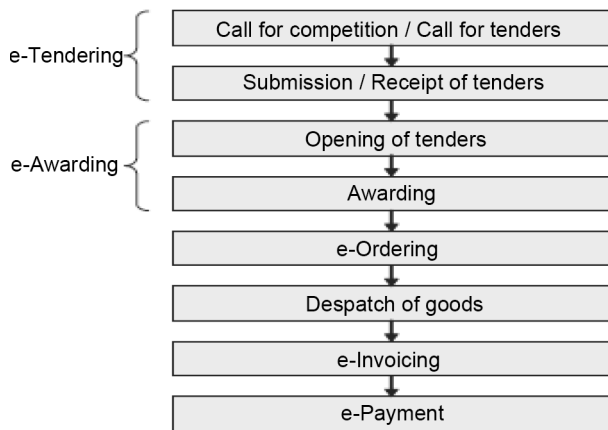 Call for competition / Call for tenders
e-Tendering
Submission / Receipt of tenders
Opening of tenders
e-Awarding
Awarding
e-Ordering
Despatch of goods
e-Invoicing
e-Payment